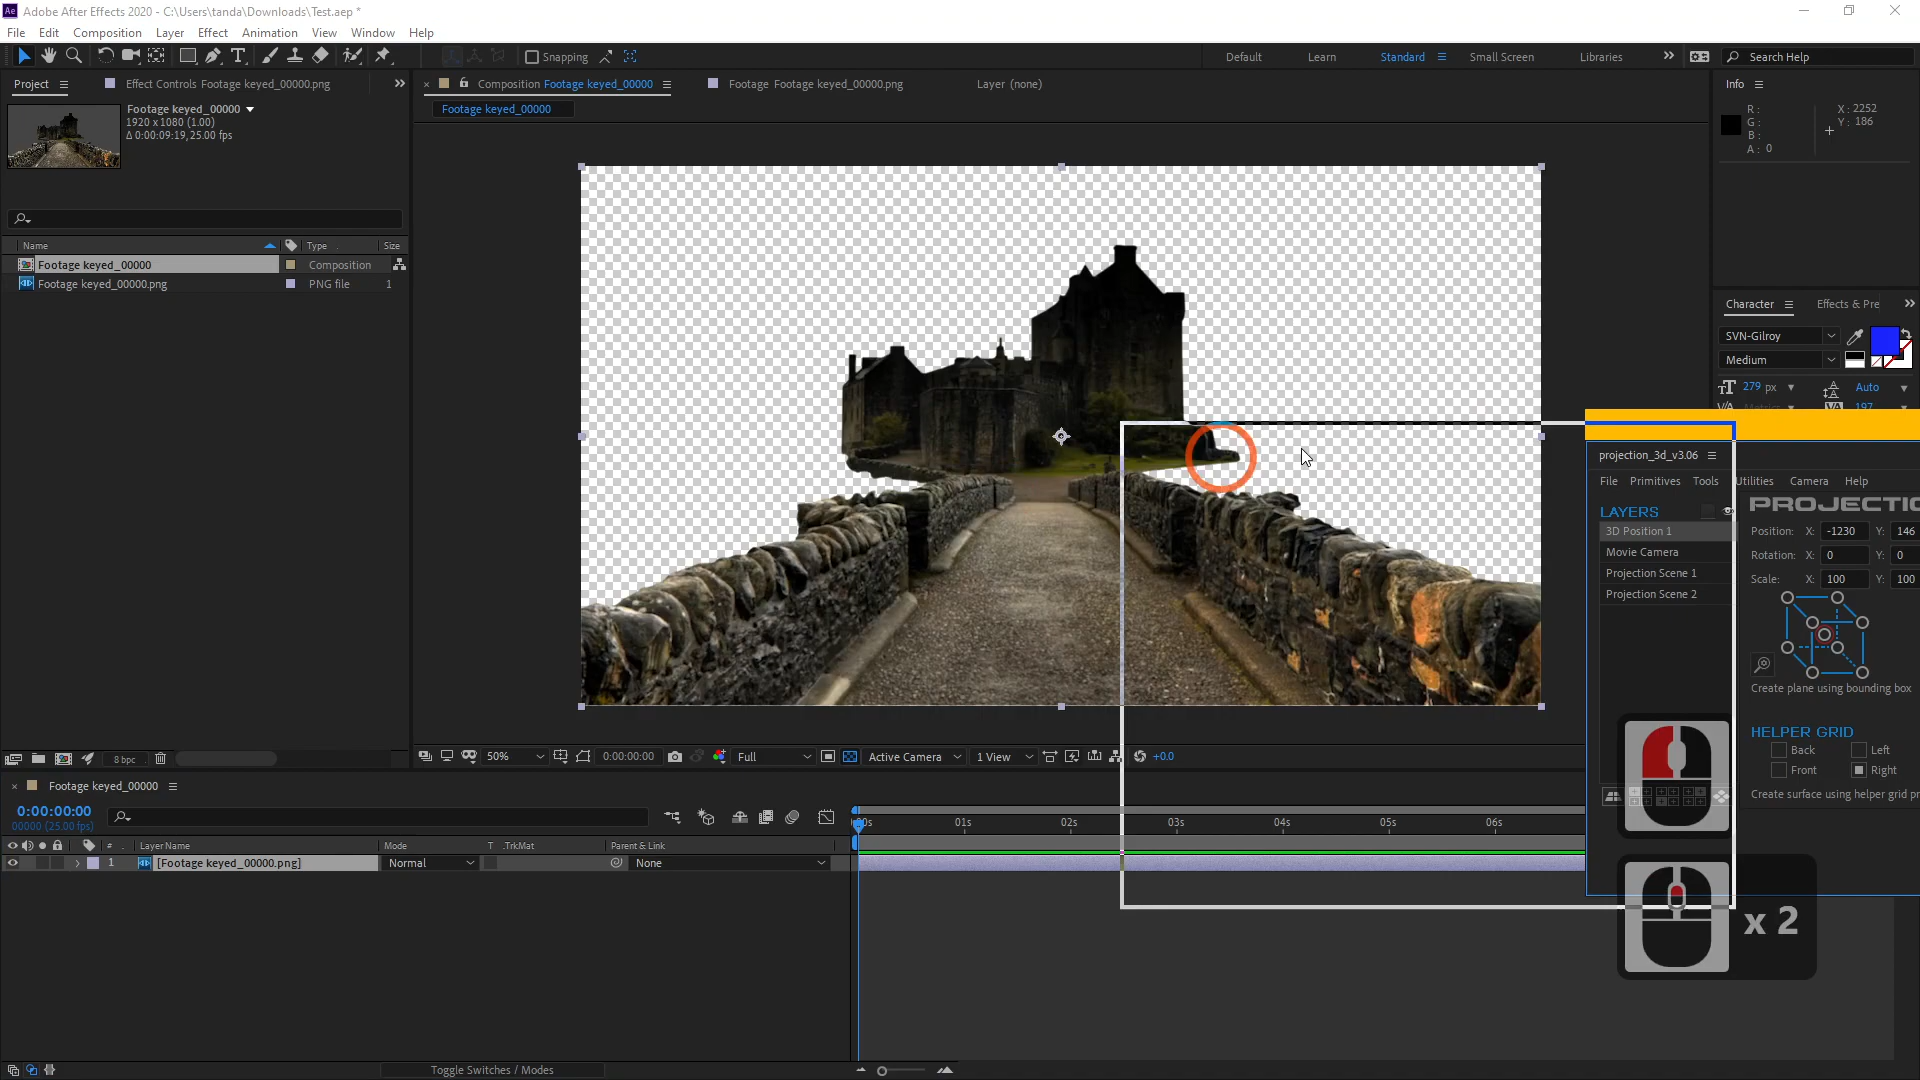 Ae Adobe After Effects 2020 - C:\Users\tanda\Downloads\Test.aep *
File Edit Composition Layer Effect Animation View Window Help
Snapping
Default Learn Standard Small Screen Libraries Search Help
Project Effect Controls Footage keyed_00000.png
Composition Footage keyed_00000 Footage Footage keyed_00000.png Layer (none)
Info
Footage keyed_00000
Footage keyed_00000
1920 x 1080 (1.00)
Δ 0:00:09:19, 25.00 fps
R :
G :
B :
A : 0
X : 2252
Y : 186
Name Type Size
Footage keyed_00000 Composition
Footage keyed_00000.png PNG file 1
Character Effects & Pre
SVN-Gilroy
Medium
279 px Auto
197
projection_3d_v3.06
File Primitives Tools Utilities Camera Help
LAYERS
3D Position 1
Movie Camera
Projection Scene 1
Projection Scene 2
PROJECTIO
Position: X: -1230 Y: 146
Rotation: X: 0 Y: 0
Scale: X: 100 Y: 100
Create plane using bounding box
HELPER GRID
Back Left
Front Right
Create surface using helper grid pr
x 2
8 bpc
50% 0:00:00:00 Full Active Camera 1 View +0.0
Footage keyed_00000
0:00:00:00
00000 (25.00 fps)
01s 02s 03s 04s 05s 06s
# Layer Name Mode T .TrkMat Parent & Link
1 [Footage keyed_00000.png] Normal None
Toggle Switches / Modes